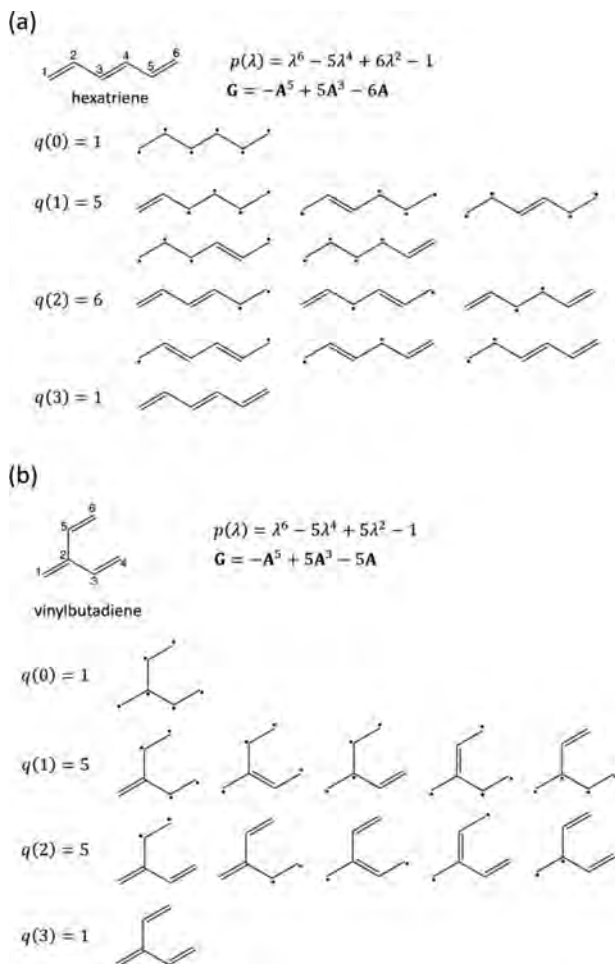 (a)
2 4 6
1 3 5
hexatriene
p(λ) = λ⁶ − 5λ⁴ + 6λ² − 1
G = −A⁵ + 5A³ − 6A
q(0) = 1
q(1) = 5
q(2) = 6
q(3) = 1
(b)
6
5
2
1 3 4
vinylbutadiene
p(λ) = λ⁶ − 5λ⁴ + 5λ² − 1
G = −A⁵ + 5A³ − 5A
q(0) = 1
q(1) = 5
q(2) = 5
q(3) = 1